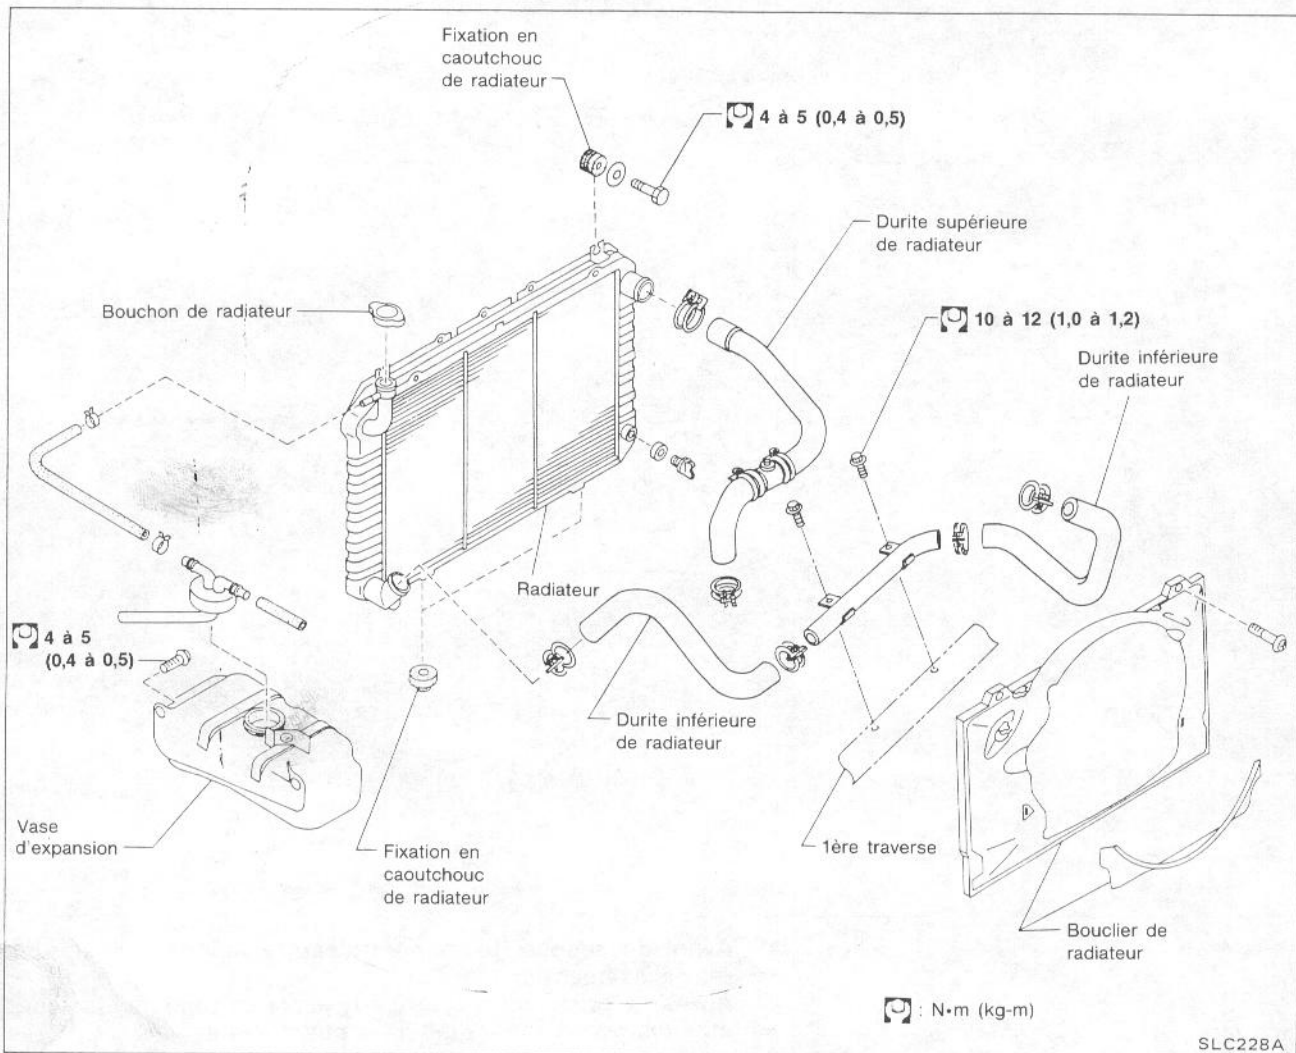 Fixation en
caoutchouc
de radiateur
4 à 5 (0,4 à 0,5)
Durite supérieure
de radiateur
Bouchon de radiateur
10 à 12 (1,0 à 1,2)
Durite inférieure
de radiateur
Radiateur
4 à 5
(0,4 à 0,5)
Durite inférieure
de radiateur
Vase
d'expansion
Fixation en
caoutchouc
de radiateur
1ère traverse
Bouclier de
radiateur
: N•m (kg-m)
SLC228A